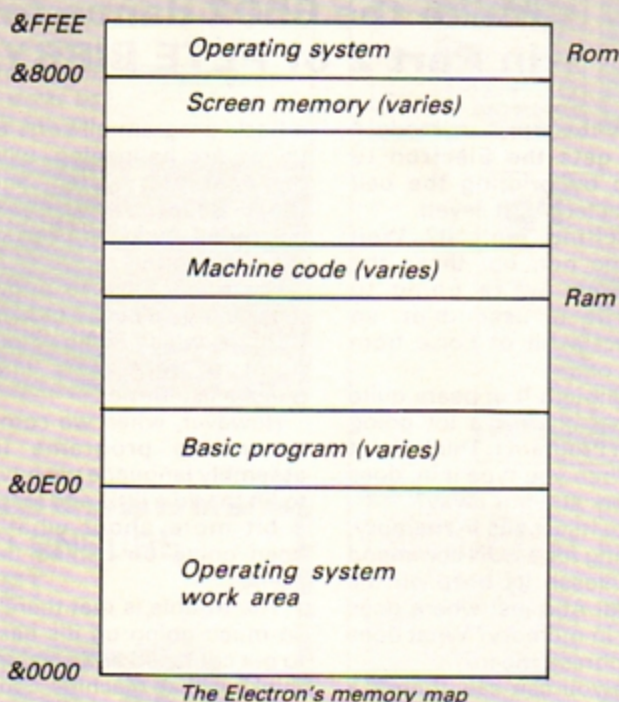 &FFEE
Operating system
Rom
&8000
Screen memory (varies)
Machine code (varies)
Ram
Basic program (varies)
&0E00
Operating system
work area
&0000
The Electron's memory map